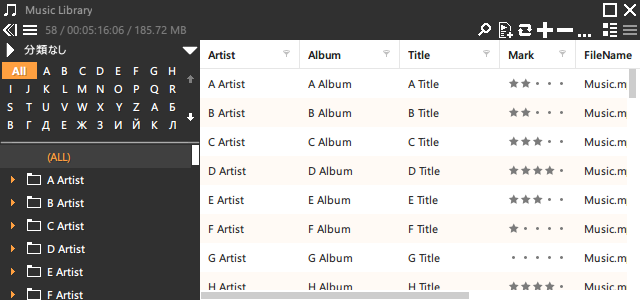 Music Library
58 / 00:05:16:06 / 185.72 MB
分類なし
All A B C D E F G H
I J K L M N O P Q R
S T U V W X Y Z А Б
В Г Д Е Ж З И Й К Л
(ALL)
A Artist
B Artist
C Artist
D Artist
E Artist
F Artist
Artist Album Title Mark FileName
A Artist A Album A Title Music.m
B Artist B Album B Title Music.m
C Artist C Album C Title Music.m
D Artist D Album D Title Music.m
E Artist E Album E Title Music.m
F Artist F Album F Title Music.m
G Artist G Album G Title Music.m
H Artist H Album H Title Music.m